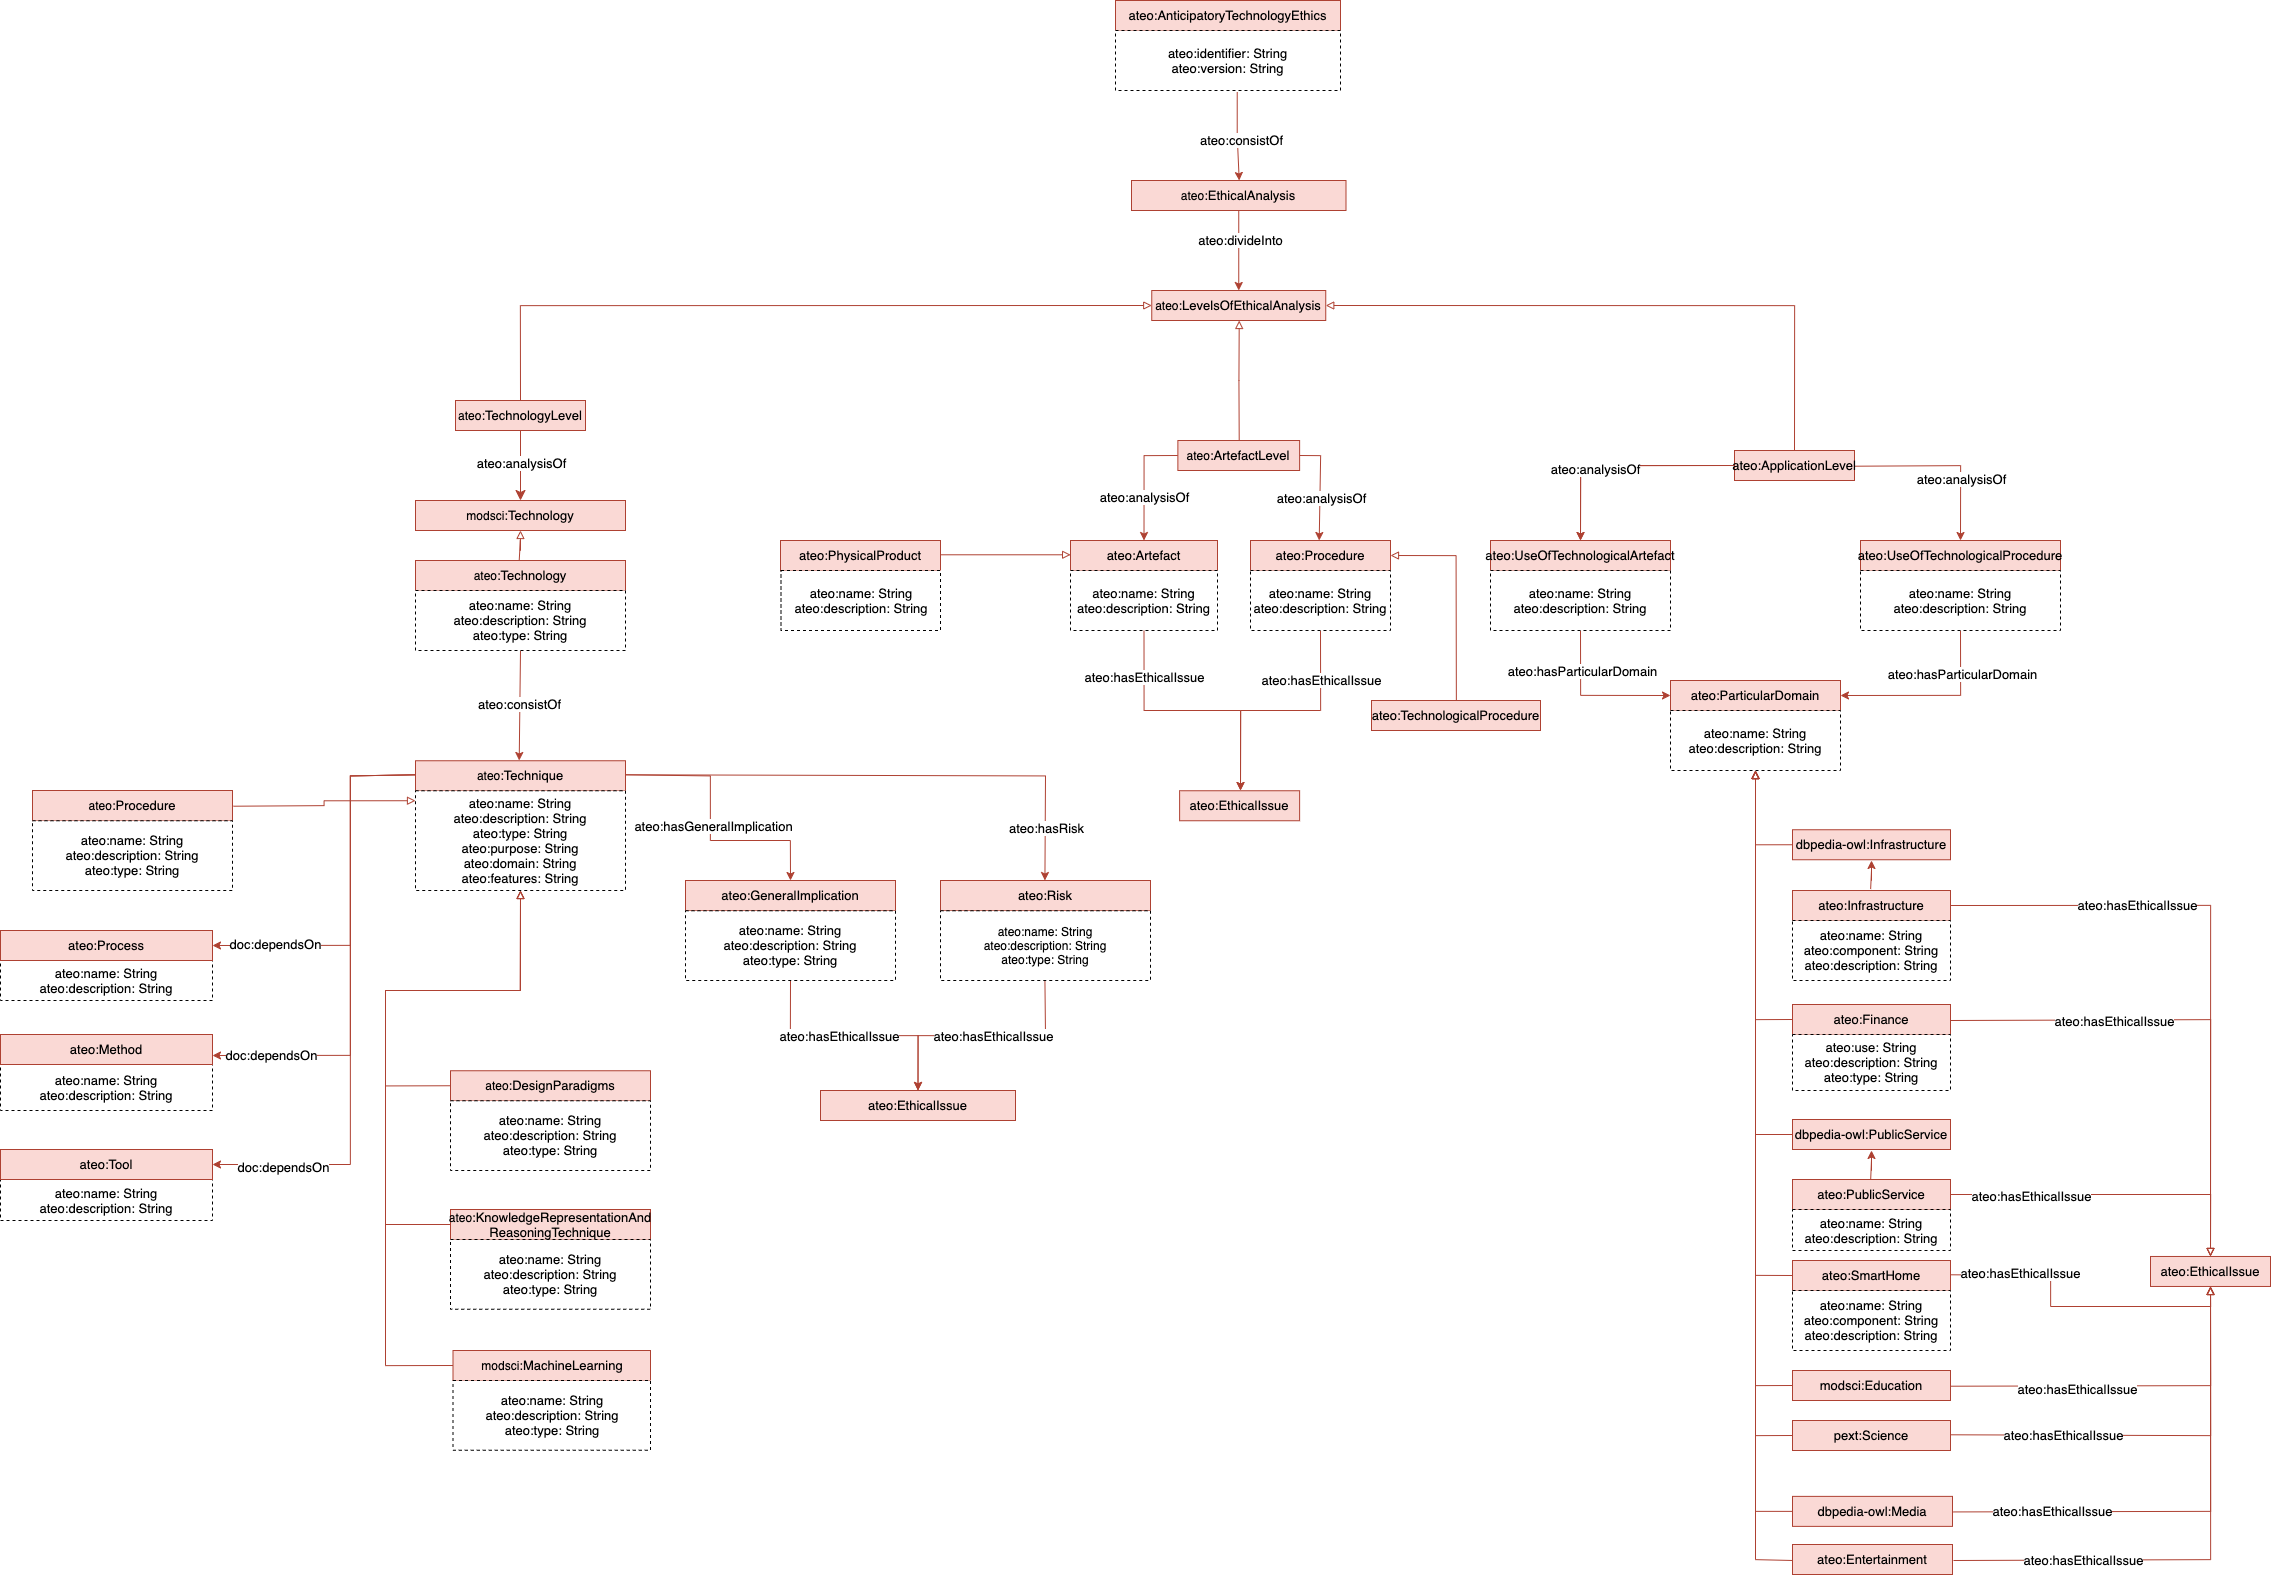 ateo:AnticipatoryTechnologyEthics
ateo:identifier: String
ateo:version: String
ateo:consistOf
ateo:EthicalAnalysis
ateo:divideInto
ateo:LevelsOfEthicalAnalysis
ateo:TechnologyLevel
ateo:analysisOf
modsci:Technology
ateo:Technology
ateo:name: String
ateo:description: String
ateo:type: String
ateo:consistOf
ateo:Technique
ateo:name: String
ateo:description: String
ateo:type: String
ateo:purpose: String
ateo:domain: String
ateo:features: String
ateo:Procedure
ateo:name: String
ateo:description: String
ateo:type: String
ateo:Process
ateo:name: String
ateo:description: String
doc:dependsOn
ateo:Method
ateo:name: String
ateo:description: String
doc:dependsOn
ateo:Tool
ateo:name: String
ateo:description: String
doc:dependsOn
ateo:DesignParadigms
ateo:name: String
ateo:description: String
ateo:type: String
ateo:KnowledgeRepresentationAnd
ReasoningTechnique
ateo:name: String
ateo:description: String
ateo:type: String
modsci:MachineLearning
ateo:name: String
ateo:description: String
ateo:type: String
ateo:hasGeneralImplication
ateo:GeneralImplication
ateo:name: String
ateo:description: String
ateo:type: String
ateo:hasRisk
ateo:Risk
ateo:name: String
ateo:description: String
ateo:type: String
ateo:hasEthicalIssue
ateo:hasEthicalIssue
ateo:EthicalIssue
ateo:ArtefactLevel
ateo:analysisOf
ateo:analysisOf
ateo:PhysicalProduct
ateo:name: String
ateo:description: String
ateo:Artefact
ateo:name: String
ateo:description: String
ateo:Procedure
ateo:name: String
ateo:description: String
ateo:hasEthicalIssue
ateo:hasEthicalIssue
ateo:TechnologicalProcedure
ateo:EthicalIssue
ateo:ApplicationLevel
ateo:analysisOf
ateo:analysisOf
ateo:UseOfTechnologicalArtefact
ateo:name: String
ateo:description: String
ateo:UseOfTechnologicalProcedure
ateo:name: String
ateo:description: String
ateo:hasParticularDomain
ateo:hasParticularDomain
ateo:ParticularDomain
ateo:name: String
ateo:description: String
dbpedia-owl:Infrastructure
ateo:Infrastructure
ateo:name: String
ateo:component: String
ateo:description: String
ateo:hasEthicalIssue
ateo:Finance
ateo:use: String
ateo:description: String
ateo:type: String
ateo:hasEthicalIssue
dbpedia-owl:PublicService
ateo:PublicService
ateo:name: String
ateo:description: String
ateo:hasEthicalIssue
ateo:SmartHome
ateo:name: String
ateo:component: String
ateo:description: String
ateo:hasEthicalIssue
ateo:EthicalIssue
modsci:Education
ateo:hasEthicalIssue
pext:Science
ateo:hasEthicalIssue
dbpedia-owl:Media
ateo:hasEthicalIssue
ateo:Entertainment
ateo:hasEthicalIssue